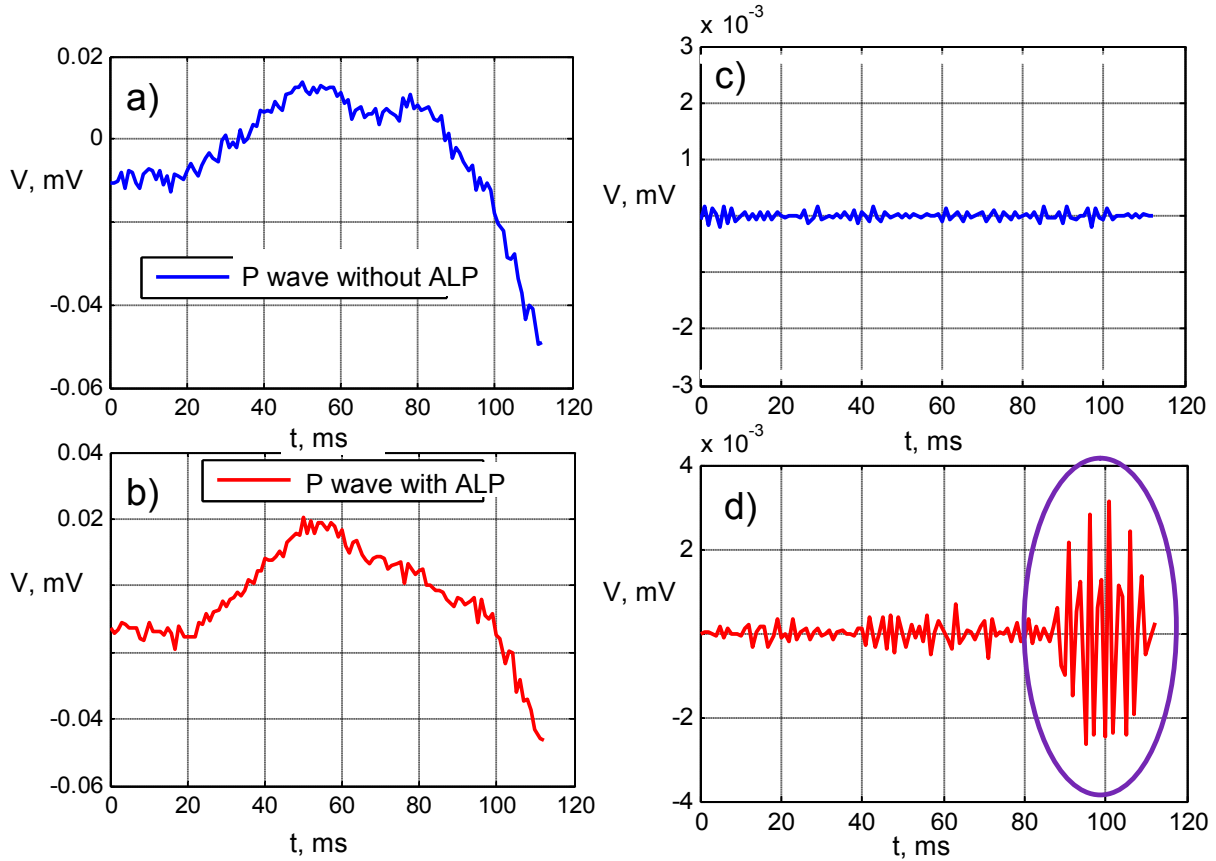 0.02
a)
0
V, mV
P wave without ALP
-0.04
-0.06
0 20 40 60 80 100 120
t, ms
x 10⁻³
3
c)
2
1
V, mV
-2
-3
0 20 40 60 80 100 120
t, ms
0.04
P wave with ALP
b)
0.02
V, mV
-0.04
-0.06
0 20 40 60 80 100 120
t, ms
x 10⁻³
4
d)
2
V, mV
-2
-4
0 20 40 60 80 100 120
t, ms